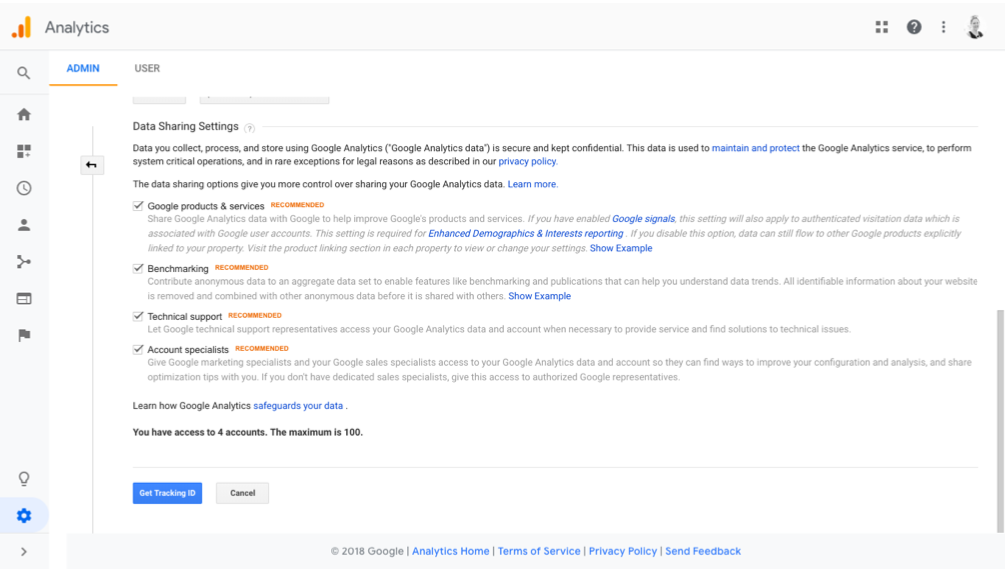 Analytics
ADMIN
USER
Data Sharing Settings ?
Data you collect, process, and store using Google Analytics ("Google Analytics data") is secure and kept confidential. This data is used to maintain and protect the Google Analytics service, to perform
system critical operations, and in rare exceptions for legal reasons as described in our privacy policy.
The data sharing options give you more control over sharing your Google Analytics data. Learn more.
Google products & services RECOMMENDED
Share Google Analytics data with Google to help improve Google's products and services. If you have enabled Google signals, this setting will also apply to authenticated visitation data which is
associated with Google user accounts. This setting is required for Enhanced Demographics & Interests reporting . If you disable this option, data can still flow to other Google products explicitly
linked to your property. Visit the product linking section in each property to view or change your settings. Show Example
Benchmarking RECOMMENDED
Contribute anonymous data to an aggregate data set to enable features like benchmarking and publications that can help you understand data trends. All identifiable information about your website
is removed and combined with other anonymous data before it is shared with others. Show Example
Technical support RECOMMENDED
Let Google technical support representatives access your Google Analytics data and account when necessary to provide service and find solutions to technical issues.
Account specialists RECOMMENDED
Give Google marketing specialists and your Google sales specialists access to your Google Analytics data and account so they can find ways to improve your configuration and analysis, and share
optimization tips with you. If you don't have dedicated sales specialists, give this access to authorized Google representatives.
Learn how Google Analytics safeguards your data .
You have access to 4 accounts. The maximum is 100.
Get Tracking ID
Cancel
© 2018 Google | Analytics Home | Terms of Service | Privacy Policy | Send Feedback